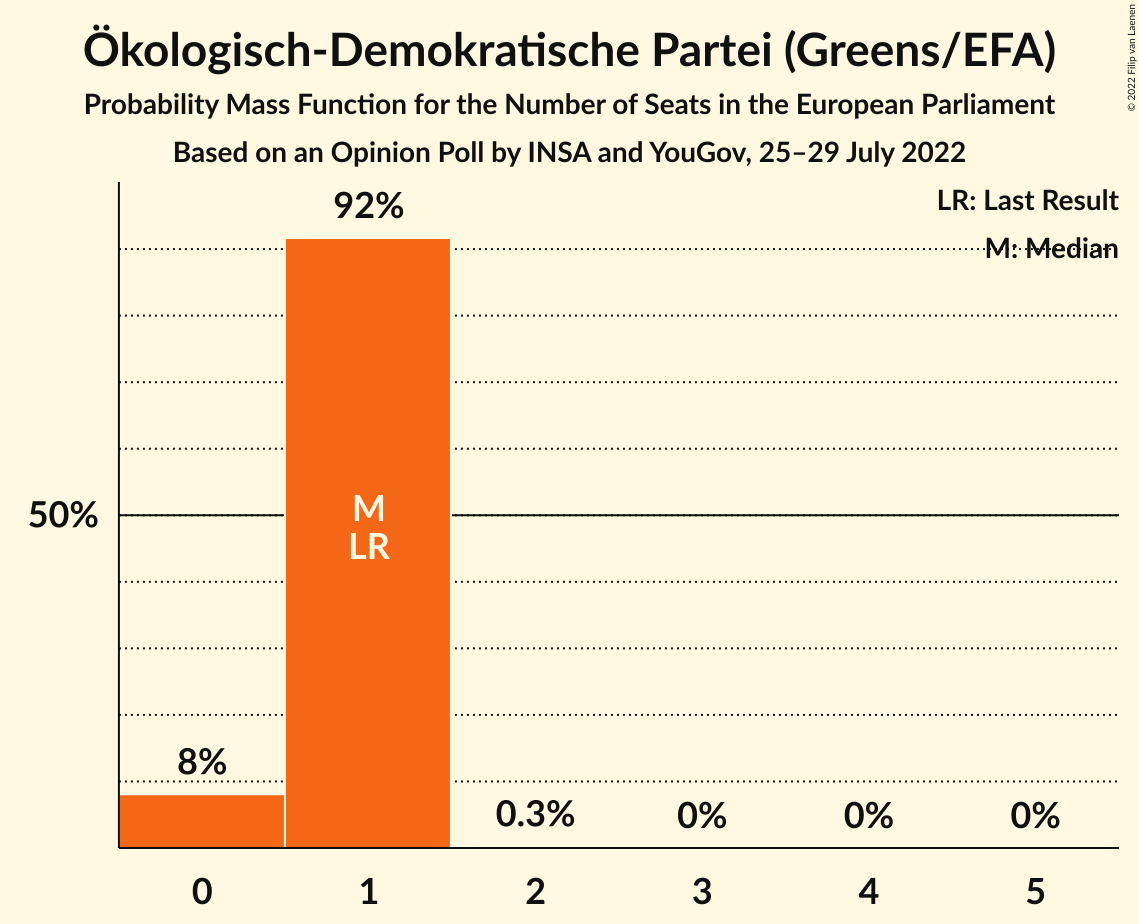 Ökologisch-Demokratische Partei (Greens/EFA)
Probability Mass Function for the Number of Seats in the European Parliament
Based on an Opinion Poll by INSA and YouGov, 25–29 July 2022
© 2022 Filip van Laenen
LR: Last Result
M: Median
92%
50%
M
LR
8%
0.3%
0%
0%
0%
0
1
2
3
4
5